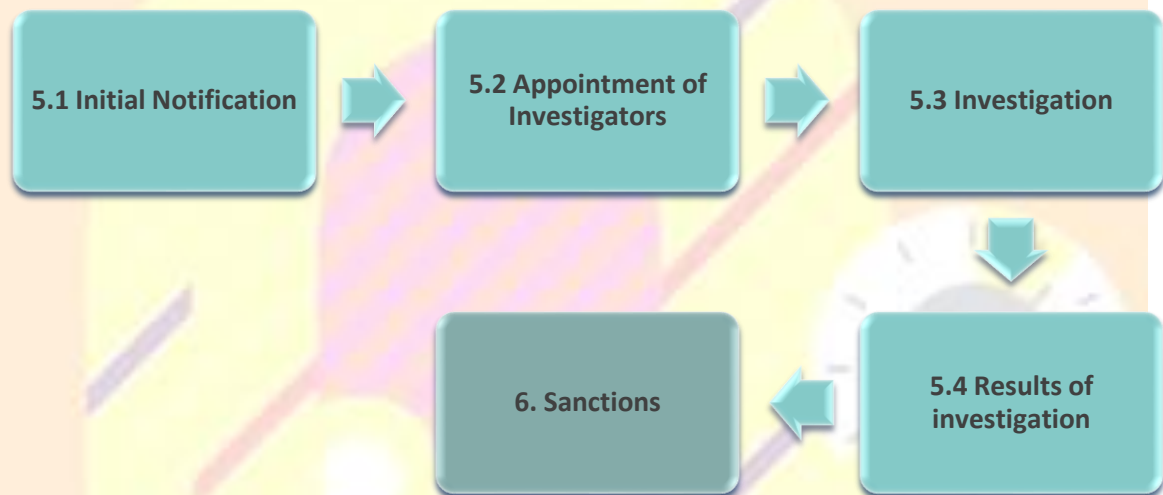 5.1 Initial Notification
5.2 Appointment of
Investigators
5.3 Investigation
5.4 Results of
investigation
6. Sanctions